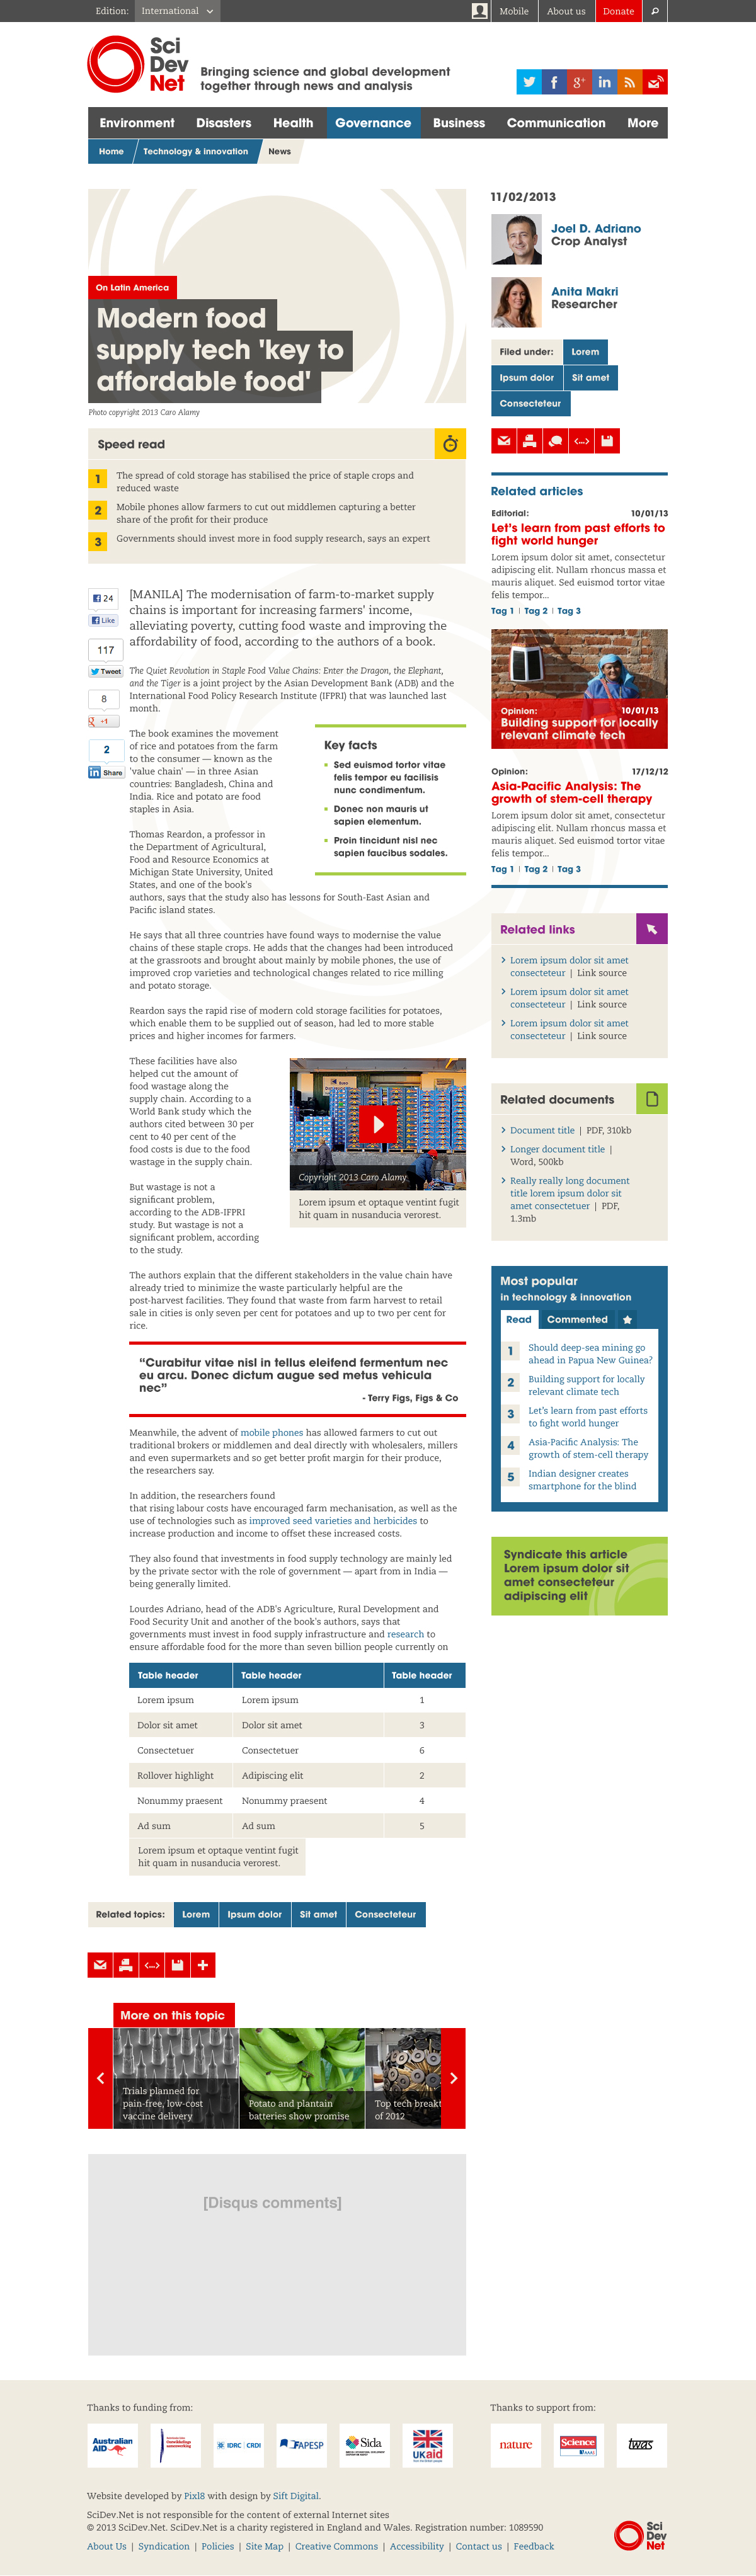 Edition: International
Mobile
About us
Donate
Sci
Dev
Net
Bringing science and global development
together through news and analysis
Environment Disasters Health Governance Business Communication More
Home Technology & innovation News
On Latin America
Modern food
supply tech 'key to
affordable food'
Photo copyright 2013 Caro Alamy
Speed read
1 The spread of cold storage has stabilised the price of staple crops and
reduced waste
2 Mobile phones allow farmers to cut out middlemen capturing a better
share of the profit for their produce
3 Governments should invest more in food supply research, says an expert
24
Like
117
Tweet
8
+1
2
Share
[MANILA] The modernisation of farm-to-market supply
chains is important for increasing farmers' income,
alleviating poverty, cutting food waste and improving the
affordability of food, according to the authors of a book.
The Quiet Revolution in Staple Food Value Chains: Enter the Dragon, the Elephant,
and the Tiger is a joint project by the Asian Development Bank (ADB) and the
International Food Policy Research Institute (IFPRI) that was launched last
month.
The book examines the movement
of rice and potatoes from the farm
to the consumer — known as the
'value chain' — in three Asian
countries: Bangladesh, China and
India. Rice and potato are food
staples in Asia.
Key facts
Sed euismod tortor vitae
felis tempor eu facilisis
nunc condimentum.
Donec non mauris ut
sapien elementum.
Proin tincidunt nisl nec
sapien faucibus sodales.
Thomas Reardon, a professor in
the Department of Agricultural,
Food and Resource Economics at
Michigan State University, United
States, and one of the book's
authors, says that the study also has lessons for South-East Asian and
Pacific island states.
He says that all three countries have found ways to modernise the value
chains of these staple crops. He adds that the changes had been introduced
at the grassroots and brought about mainly by mobile phones, the use of
improved crop varieties and technological changes related to rice milling
and potato storage.
Reardon says the rapid rise of modern cold storage facilities for potatoes,
which enable them to be supplied out of season, had led to more stable
prices and higher incomes for farmers.
These facilities have also
helped cut the amount of
food wastage along the
supply chain. According to a
World Bank study which the
authors cited between 30 per
cent to 40 per cent of the
food costs is due to the food
wastage in the supply chain.
Copyright 2013 Caro Alamy
Lorem ipsum et optaque ventint fugit
hit quam in nusanducia verorest.
But wastage is not a
significant problem,
according to the ADB-IFPRI
study. But wastage is not a
significant problem, according
to the study.
The authors explain that the different stakeholders in the value chain have
already tried to minimize the waste particularly helpful are the
post-harvest facilities. They found that waste from farm harvest to retail
sale in cities is only seven per cent for potatoes and up to two per cent for
rice.
“Curabitur vitae nisl in tellus eleifend fermentum nec
eu arcu. Donec dictum augue sed metus vehicula
nec”
- Terry Figs, Figs & Co
Meanwhile, the advent of mobile phones has allowed farmers to cut out
traditional brokers or middlemen and deal directly with wholesalers, millers
and even supermarkets and so get better profit margin for their produce,
the researchers say.
In addition, the researchers found
that rising labour costs have encouraged farm mechanisation, as well as the
use of technologies such as improved seed varieties and herbicides to
increase production and income to offset these increased costs.
They also found that investments in food supply technology are mainly led
by the private sector with the role of government — apart from in India —
being generally limited.
Lourdes Adriano, head of the ADB's Agriculture, Rural Development and
Food Security Unit and another of the book's authors, says that
governments must invest in food supply infrastructure and research to
ensure affordable food for the more than seven billion people currently on
Table header Table header Table header
Lorem ipsum Lorem ipsum 1
Dolor sit amet Dolor sit amet 3
Consectetuer Consectetuer 6
Rollover highlight Adipiscing elit 2
Nonummy praesent Nonummy praesent 4
Ad sum Ad sum 5
Lorem ipsum et optaque ventint fugit
hit quam in nusanducia verorest.
Related topics: Lorem Ipsum dolor Sit amet Consecteteur
More on this topic
Trials planned for
pain-free, low-cost
vaccine delivery
Potato and plantain
batteries show promise
Top tech breakt
of 2012
[Disqus comments]
11/02/2013
Joel D. Adriano
Crop Analyst
Anita Makri
Researcher
Filed under: Lorem
Ipsum dolor Sit amet
Consecteteur
Related articles
Editorial: 10/01/13
Let’s learn from past efforts to
fight world hunger
Lorem ipsum dolor sit amet, consectetur
adipiscing elit. Nullam rhoncus massa et
mauris aliquet. Sed euismod tortor vitae
felis tempor...
Tag 1 | Tag 2 | Tag 3
Opinion: 10/01/13
Building support for locally
relevant climate tech
Opinion: 17/12/12
Asia-Pacific Analysis: The
growth of stem-cell therapy
Lorem ipsum dolor sit amet, consectetur
adipiscing elit. Nullam rhoncus massa et
mauris aliquet. Sed euismod tortor vitae
felis tempor...
Tag 1 | Tag 2 | Tag 3
Related links
Lorem ipsum dolor sit amet
consecteteur | Link source
Lorem ipsum dolor sit amet
consecteteur | Link source
Lorem ipsum dolor sit amet
consecteteur | Link source
Related documents
Document title | PDF, 310kb
Longer document title |
Word, 500kb
Really really long document
title lorem ipsum dolor sit
amet consectetuer | PDF,
1.3mb
Most popular
in technology & innovation
Read Commented
1 Should deep-sea mining go
ahead in Papua New Guinea?
2 Building support for locally
relevant climate tech
3 Let’s learn from past efforts
to fight world hunger
4 Asia-Pacific Analysis: The
growth of stem-cell therapy
5 Indian designer creates
smartphone for the blind
Syndicate this article
Lorem ipsum dolor sit
amet consecteteur
adipiscing elit
Thanks to funding from:
Australian
AID
IDRC | CRDI
FAPESP
Sida
UKaid
Thanks to support from:
nature
Science
AAAS
twas
Website developed by Pixl8 with design by Sift Digital.
SciDev.Net is not responsible for the content of external Internet sites
© 2013 SciDev.Net. SciDev.Net is a charity registered in England and Wales. Registration number: 1089590
About Us | Syndication | Policies | Site Map | Creative Commons | Accessibility | Contact us | Feedback
Sci
Dev
Net